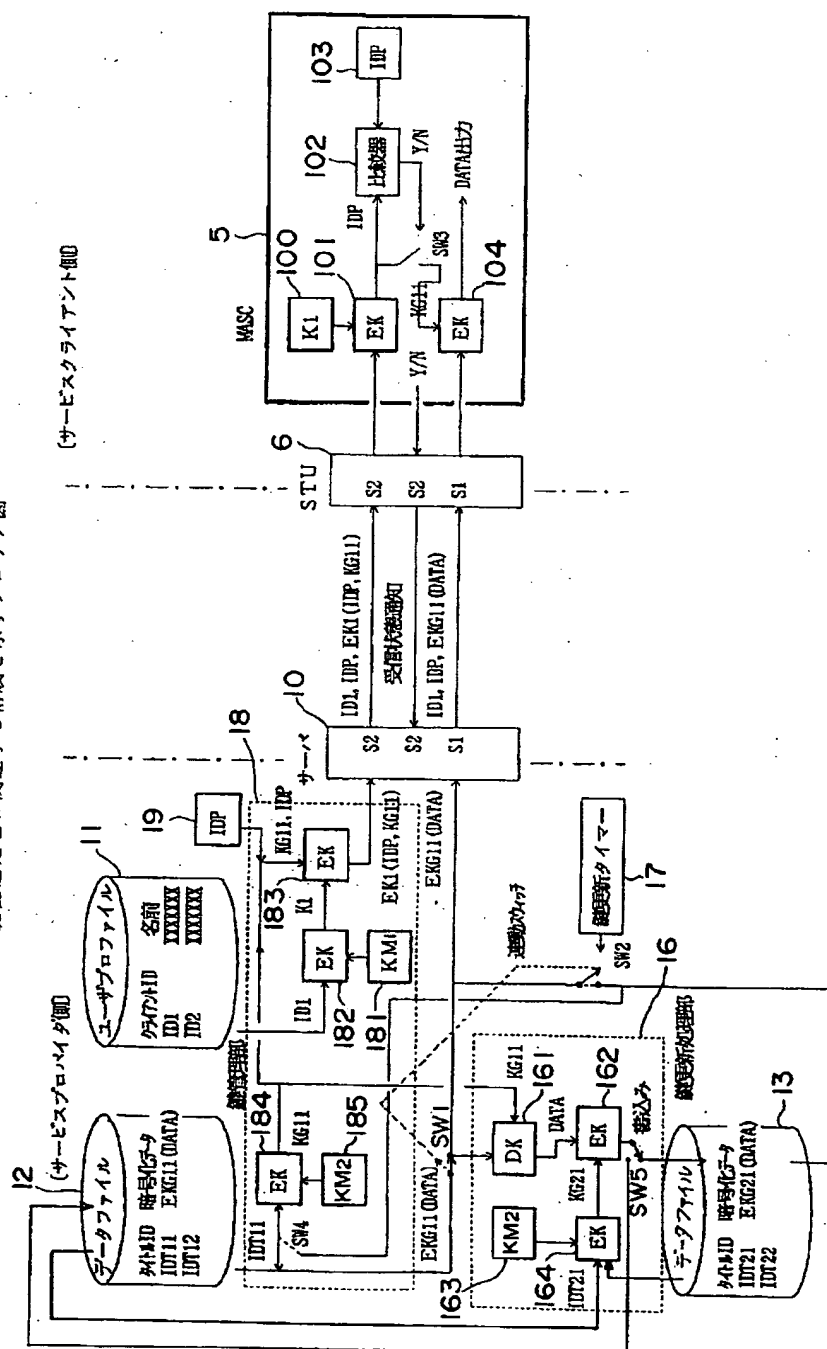 〔サービスプロバイダ側〕
〔サービスクライアント側〕
12
データファイル
タイトルID 暗号化データ
IDT11 EKG11(DATA)
IDT12
11
ユーザプロファイル
クライアントID 名前
ID1 XXXXXXX
ID2 XXXXXXX
19
IDP
18
鍵管理部
ID1
KG11, IDP
183
EK
K1
EK
182
KM1
181
EK1(IDP, KG11)
IDT11
184
EK
KG11
KM2
185
SW4
EKG11(DATA)
SW1
EKG11(DATA)
連動スウィッチ
サーバ
10
S2
S2
S1
ID1, IDP, EK1(IDP, KG11)
受信状態通知
ID1, IDP, EKG11(DATA)
STU
6
S2
S2
S1
MASC
5
100
K1
101
EK
IDP
102
比較器
103
IDP
Y/N
SW3
KG11
Y/N
EK
104
DATA出力
鍵更新タイマー
17
SW2
16
鍵更新処理部
KG11
DK
161
DATA
162
EK
163
KM2
164
EK
KG21
IDT21
SW5
書込み
13
データファイル
タイトルID 暗号化データ
IDT21 EKG21(DATA)
IDT22